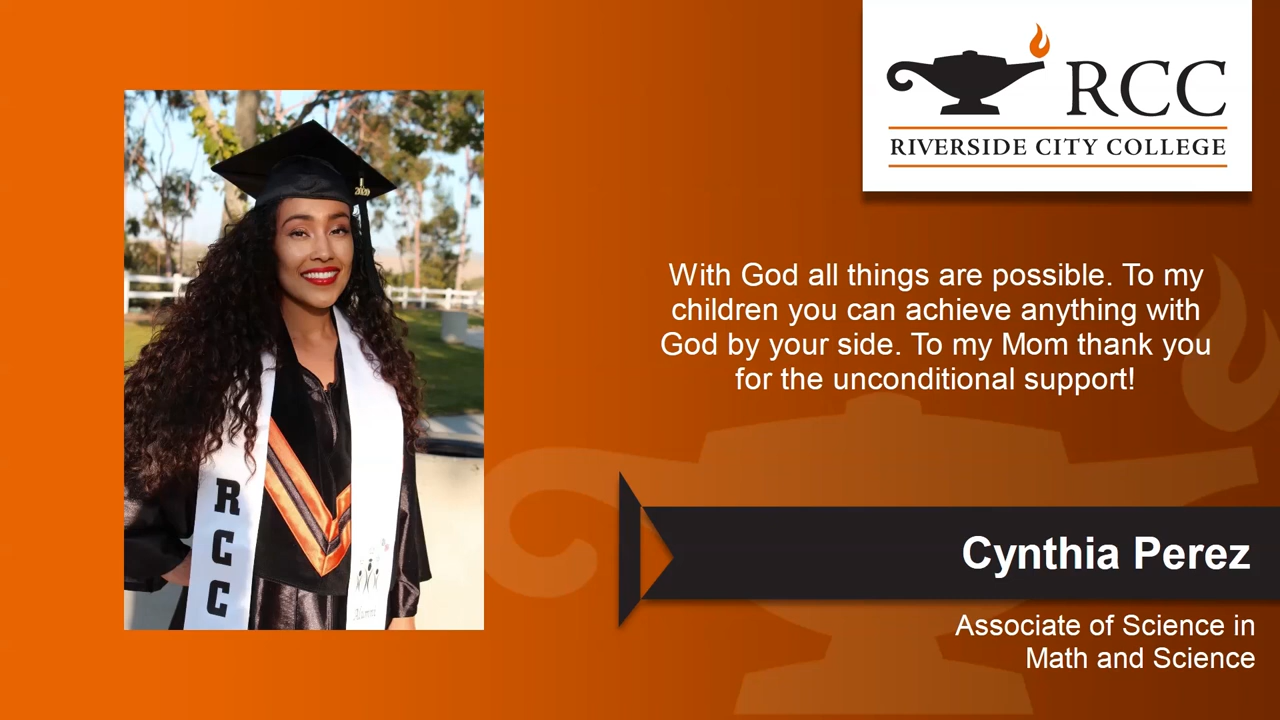 RCC
RIVERSIDE CITY COLLEGE
2020
With God all things are possible. To my
children you can achieve anything with
God by your side. To my Mom thank you
for the unconditional support!
R
C
C
Alumni
Cynthia Perez
Associate of Science in
Math and Science